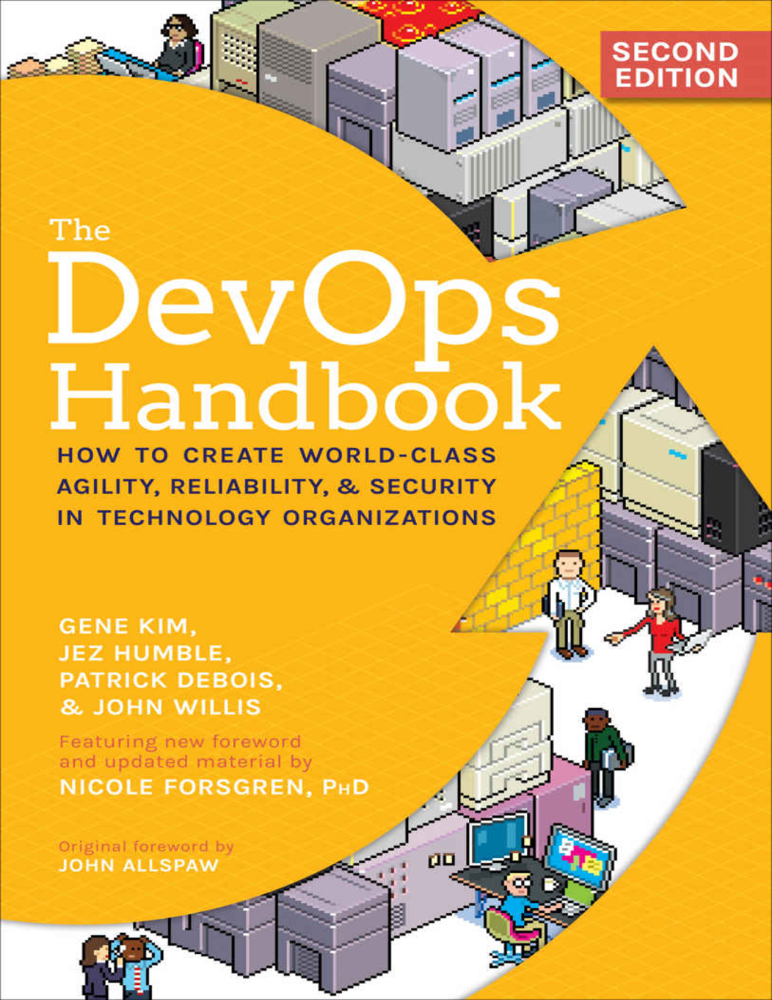 SECOND
EDITION
The
DevOps
Handbook
HOW TO CREATE WORLD-CLASS
AGILITY, RELIABILITY, & SECURITY
IN TECHNOLOGY ORGANIZATIONS
GENE KIM,
JEZ HUMBLE,
PATRICK DEBOIS,
& JOHN WILLIS
Featuring new foreword
and updated material by
NICOLE FORSGREN, PHD
Original foreword by
JOHN ALLSPAW